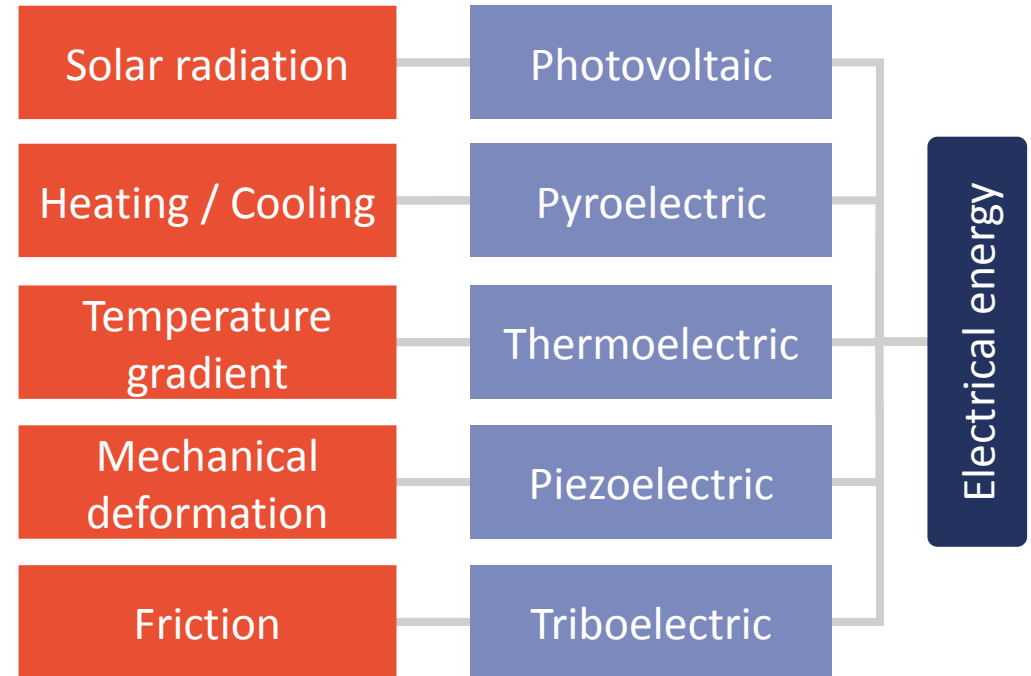 Solar radiation
Photovoltaic
Heating / Cooling
Pyroelectric
Temperature
gradient
Thermoelectric
Mechanical
deformation
Piezoelectric
Friction
Triboelectric
Electrical energy